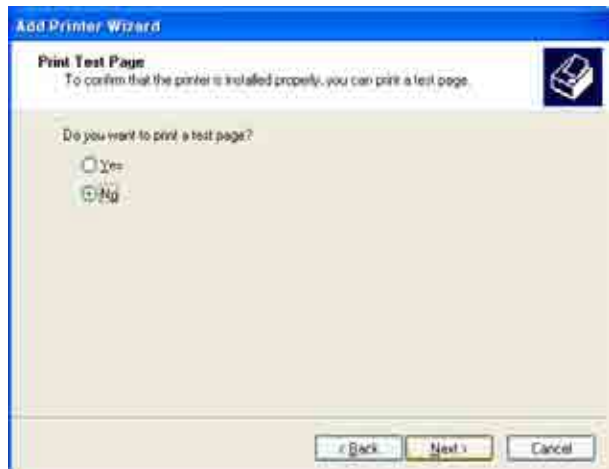 Add Printer Wizard
Print Test Page
To confirm that the printer is installed properly, you can print a test page.
Do you want to print a test page?
Yes
No
< Back Next > Cancel